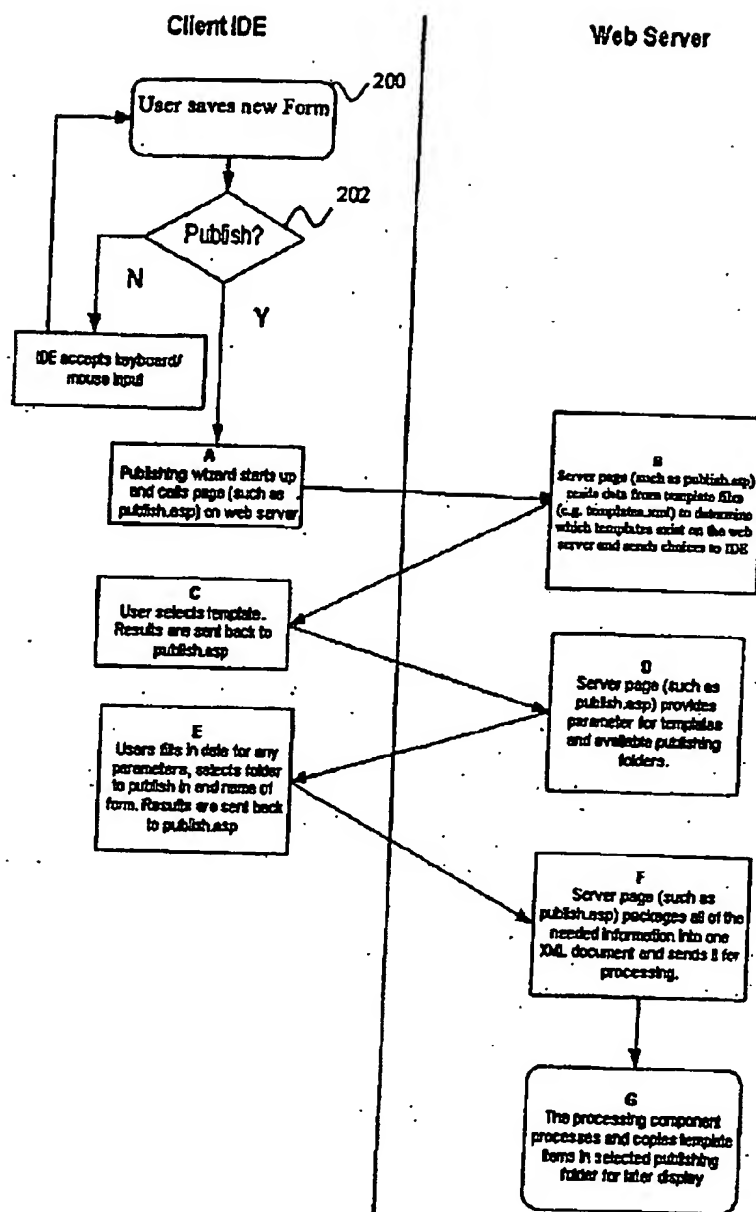 Client IDE
Web Server
200
User saves new Form
202
Publish?
N
Y
IDE accepts keyboard/
mouse input
A
Publishing wizard starts up
and calls page (such as
publish.asp) on web server
B
Server page (such as publish.asp)
reads data from template files
(e.g. templates.xml) to determine
which templates exist on the web
server and sends choices to IDE
C
User selects template.
Results are sent back to
publish.asp
D
Server page (such as
publish.asp) provides
parameter for templates
and available publishing
folders.
E
Users fills in data for any
parameters, selects folder
to publish in and name of
form. Results are sent back
to publish.asp
F
Server page (such as
publish.asp) packages all of the
needed information into one
XML document and sends it for
processing.
G
The processing component
processes and copies template
items in selected publishing
folder for later display